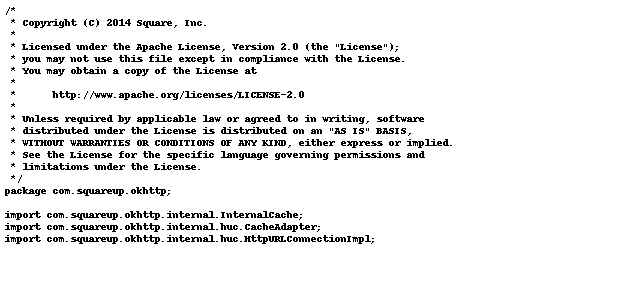 /*
 * Copyright (C) 2014 Square, Inc.
 *
 * Licensed under the Apache License, Version 2.0 (the "License");
 * you may not use this file except in compliance with the License.
 * You may obtain a copy of the License at
 *
 *      http://www.apache.org/licenses/LICENSE-2.0
 *
 * Unless required by applicable law or agreed to in writing, software
 * distributed under the License is distributed on an "AS IS" BASIS,
 * WITHOUT WARRANTIES OR CONDITIONS OF ANY KIND, either express or implied.
 * See the License for the specific language governing permissions and
 * limitations under the License.
 */
package com.squareup.okhttp;

import com.squareup.okhttp.internal.InternalCache;
import com.squareup.okhttp.internal.huc.CacheAdapter;
import com.squareup.okhttp.internal.huc.HttpURLConnectionImpl;